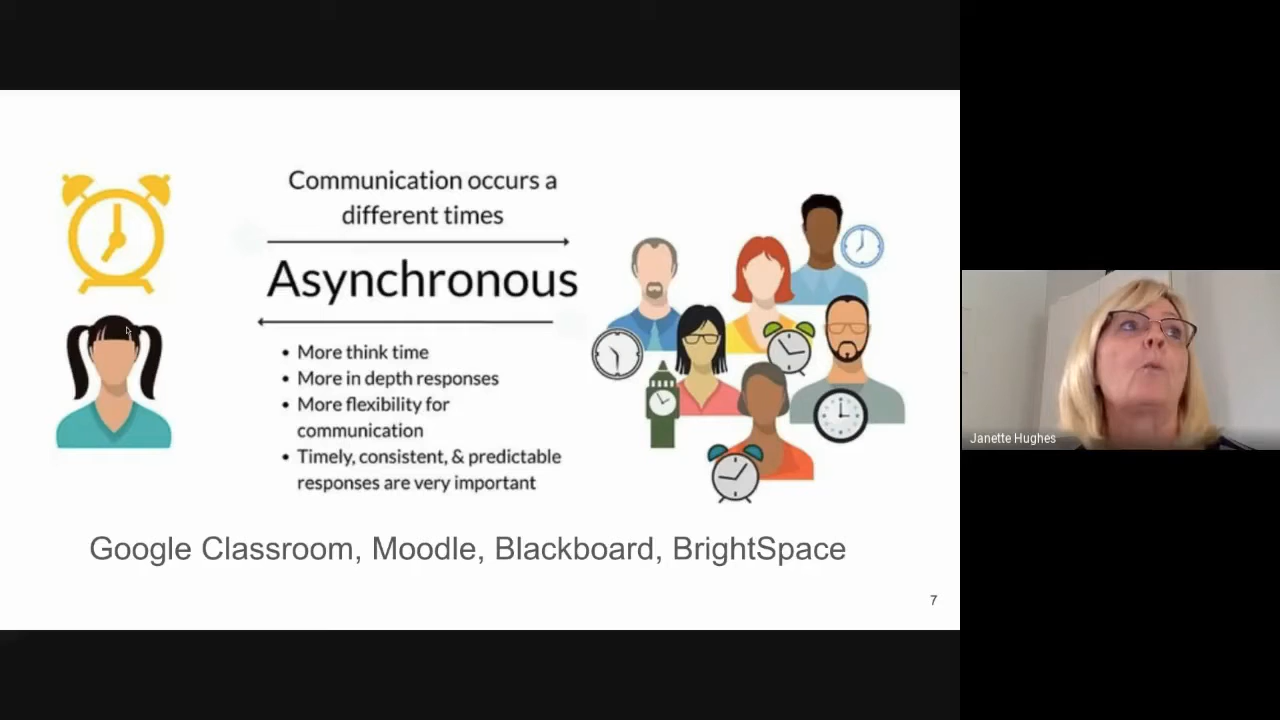 Communication occurs a
different times
Asynchronous
• More think time
• More in depth responses
• More flexibility for
communication
• Timely, consistent, & predictable
responses are very important
Google Classroom, Moodle, Blackboard, BrightSpace
7
Janette Hughes